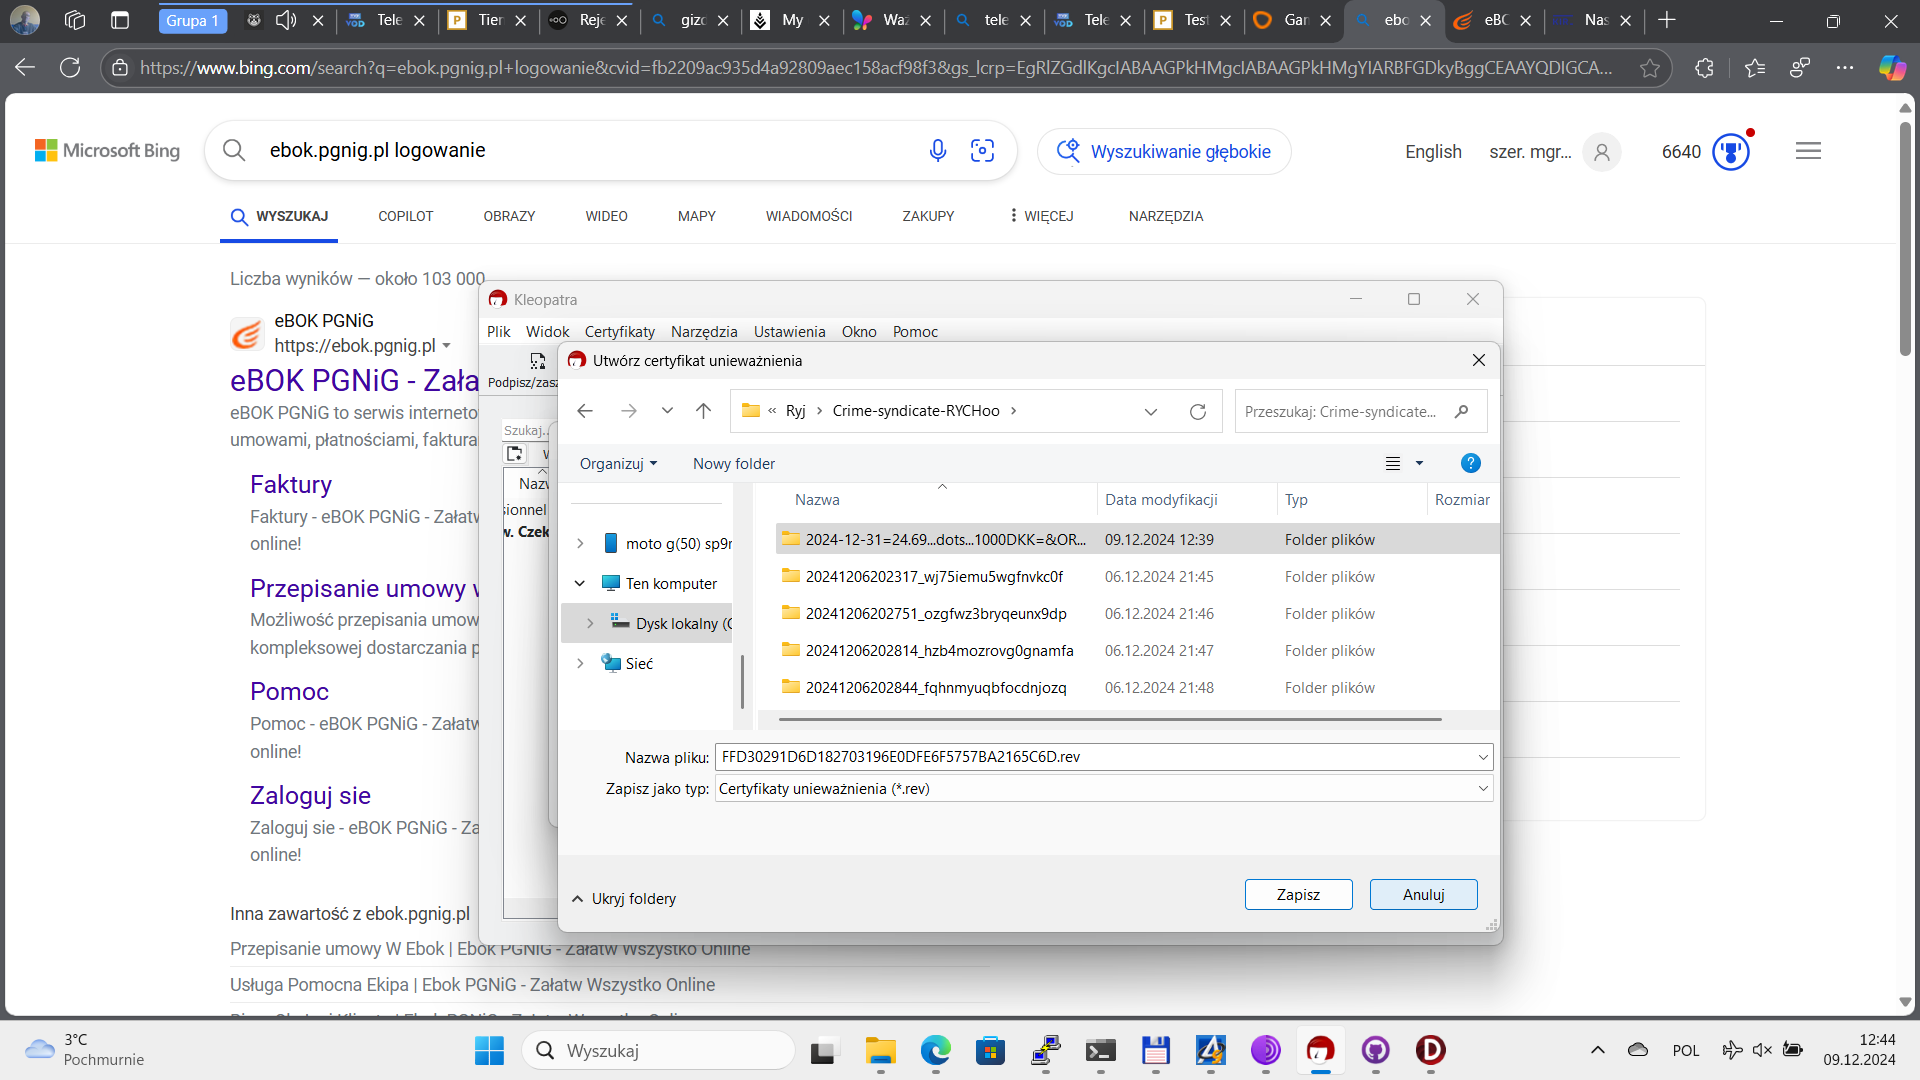 Grupa 1
Tele
Tier
Reje
gizo
My
Waż
tele
Tele
Test
Gan
ebo
eBO
Nas
https://www.bing.com/search?q=ebok.pgnig.pl+logowanie&cvid=fb2209ac935d4a92809aec158acf98f3&gs_lcrp=EgRlZGdlKgcIABAAGPkHMgcIABAAGPkHMgYIARBFGDkyBggCEAAYQDIGCA...
Microsoft Bing
ebok.pgnig.pl logowanie
Wyszukiwanie głębokie
English
szer. mgr...
6640
WYSZUKAJ
COPILOT
OBRAZY
WIDEO
MAPY
WIADOMOŚCI
ZAKUPY
WIĘCEJ
NARZĘDZIA
Liczba wyników — około 103 000
eBOK PGNiG
https://ebok.pgnig.pl
eBOK PGNiG - Zała
eBOK PGNiG to serwis interneto
umowami, płatnościami, faktura
Faktury
Faktury - eBOK PGNiG - Załatw
online!
Przepisanie umowy w
Możliwość przepisania umow
kompleksowej dostarczania p
Pomoc
Pomoc - eBOK PGNiG - Załatw
online!
Zaloguj sie
Zaloguj sie - eBOK PGNiG - Za
online!
Inna zawartość z ebok.pgnig.pl
Przepisanie umowy W Ebok | Ebok PGNiG - Załatw Wszystko Online
Usługa Pomocna Ekipa | Ebok PGNiG - Załatw Wszystko Online
Kleopatra
Plik
Widok
Certyfikaty
Narzędzia
Ustawienia
Okno
Pomoc
Podpisz/zasz
Szukaj...
Nazw
sionnel
w. Czek
Utwórz certyfikat unieważnienia
« Ryj > Crime-syndicate-RYCHoo >
Przeszukaj: Crime-syndicate...
Organizuj
Nowy folder
Nazwa
Data modyfikacji
Typ
Rozmiar
moto g(50) sp9r
Ten komputer
Dysk lokalny (C
Sieć
2024-12-31=24.69...dots...1000DKK=&OR... 09.12.2024 12:39 Folder plików
20241206202317_wj75iemu5wgfnvkc0f 06.12.2024 21:45 Folder plików
20241206202751_ozgfwz3bryqeunx9dp 06.12.2024 21:46 Folder plików
20241206202814_hzb4mozrovg0gnamfa 06.12.2024 21:47 Folder plików
20241206202844_fqhnmyuqbfocdnjozq 06.12.2024 21:48 Folder plików
Nazwa pliku: FFD30291D6D182703196E0DFE6F5757BA2165C6D.rev
Zapisz jako typ: Certyfikaty unieważnienia (*.rev)
Ukryj foldery
Zapisz
Anuluj
3°C
Pochmurnie
Wyszukaj
POL
12:44
09.12.2024